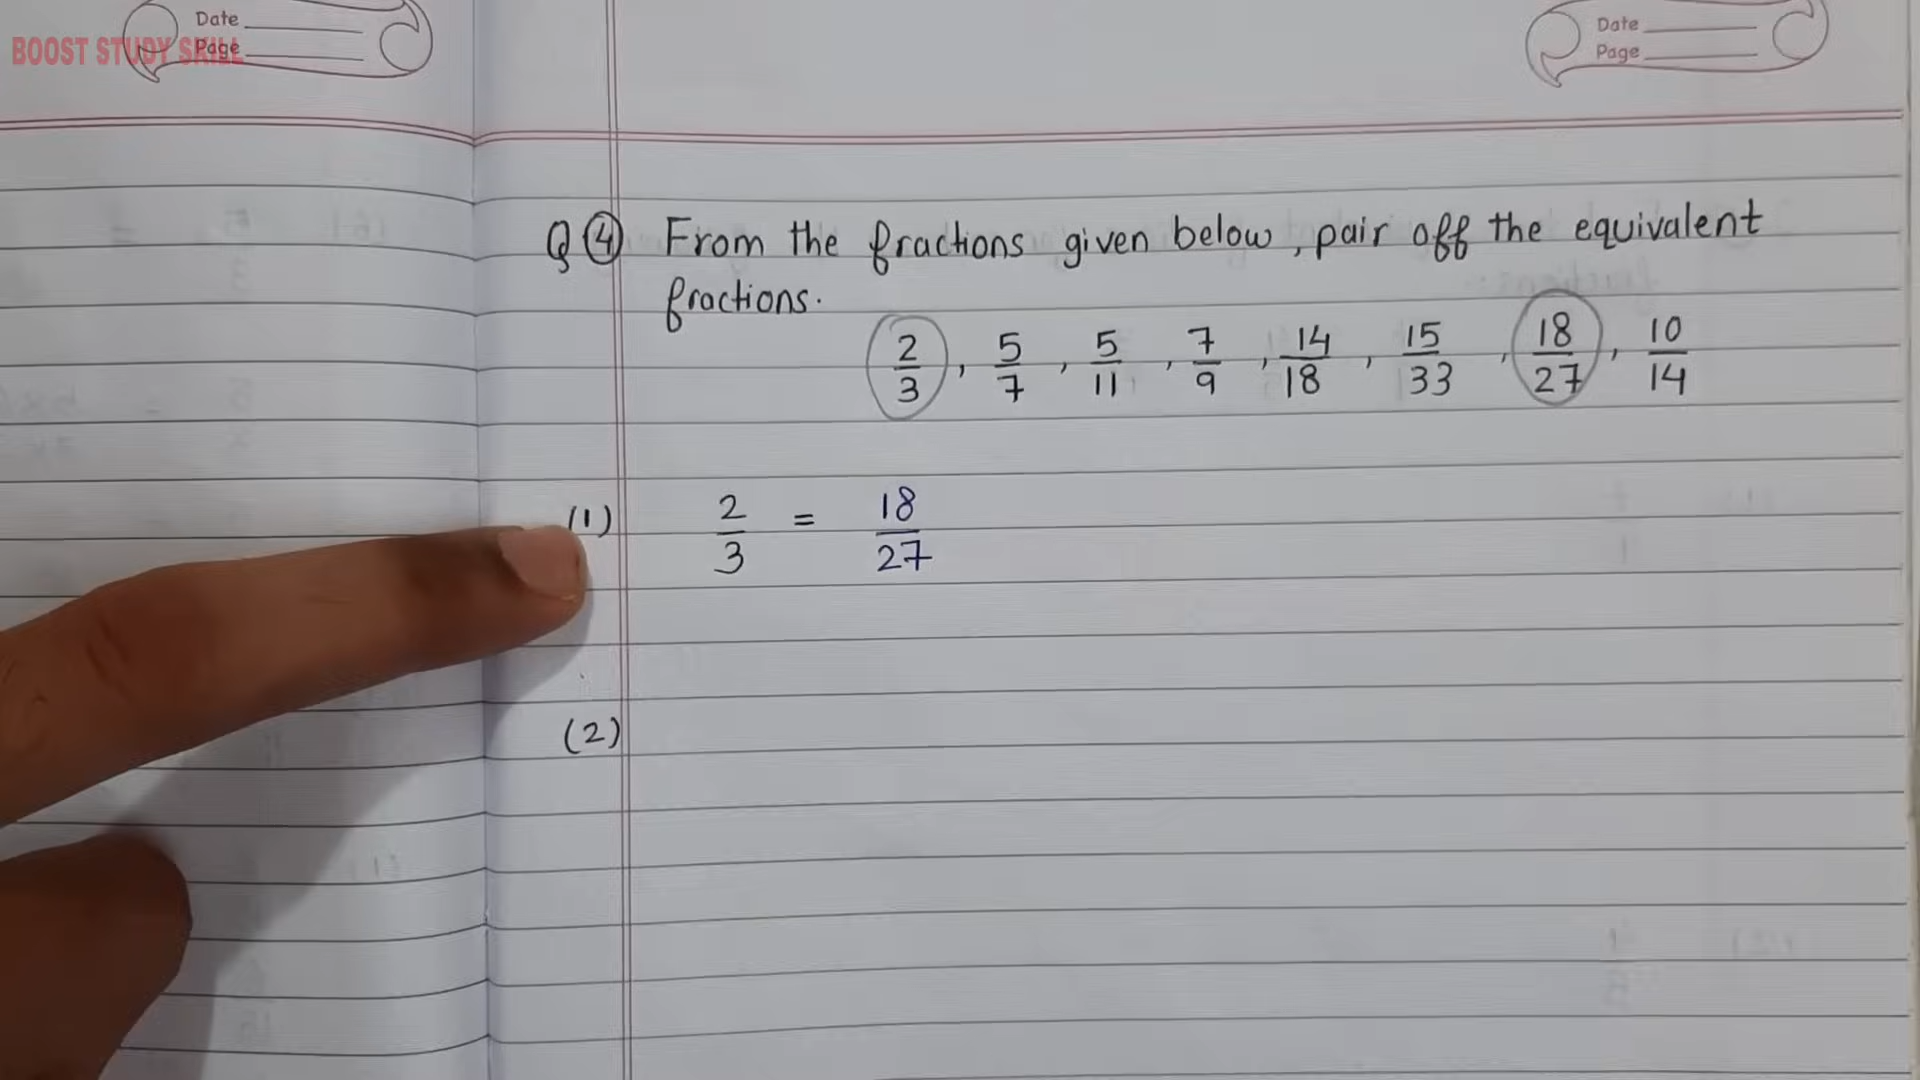 Date
Page
BOOST STUDY SKILL
Date
Page
Q④ From the fractions given below, pair off the equivalent
fractions.
2/3, 5/7, 5/11, 7/9, 14/18, 15/33, 18/27, 10/14
(1) 2/3 = 18/27
(2)